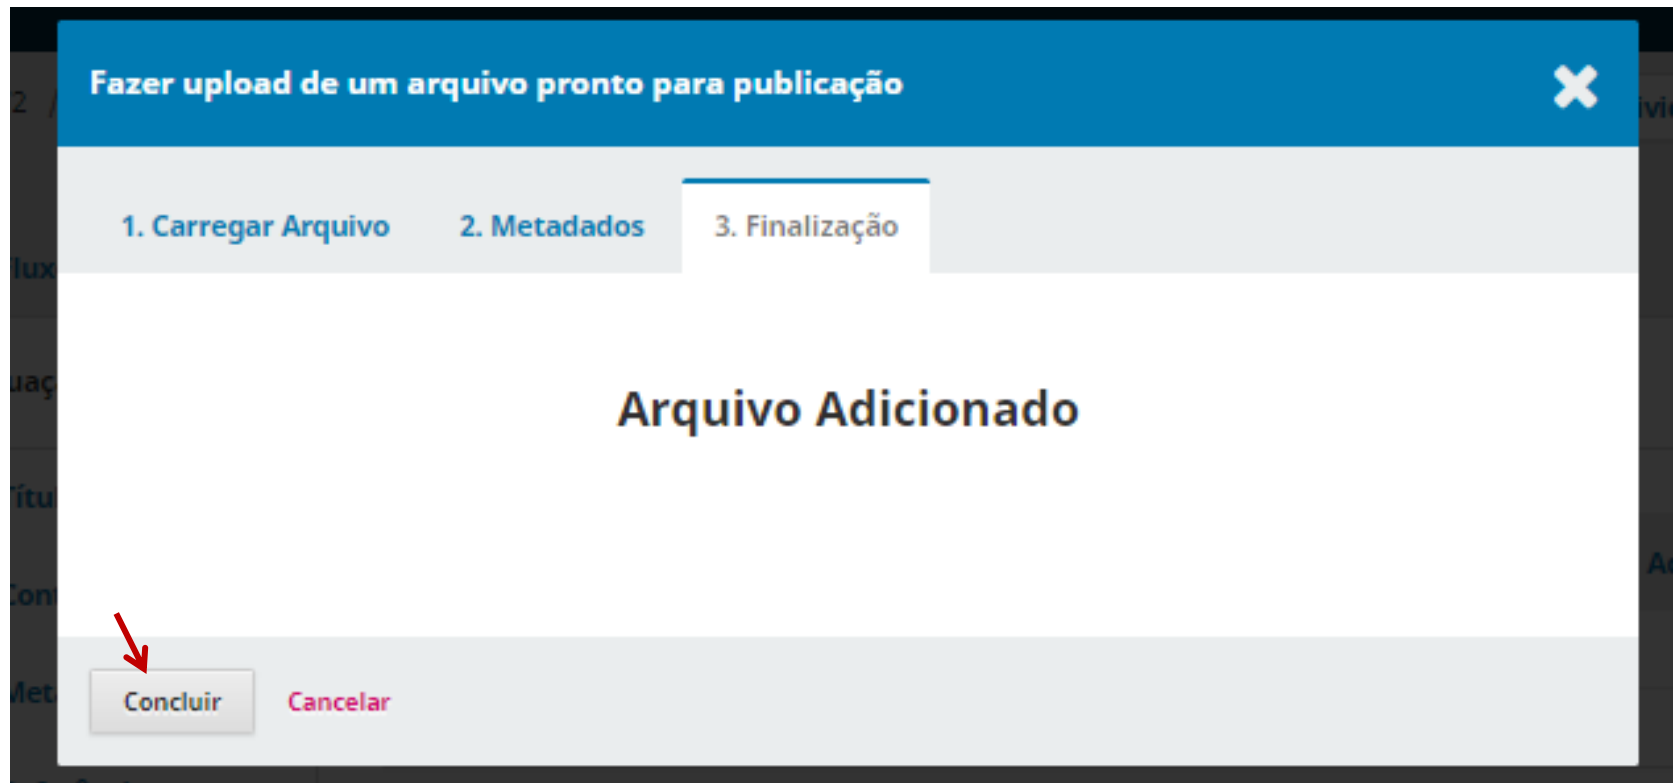 Fazer upload de um arquivo pronto para publicação
2 /
1. Carregar Arquivo 2. Metadados 3. Finalização
Arquivo Adicionado
Concluir Cancelar